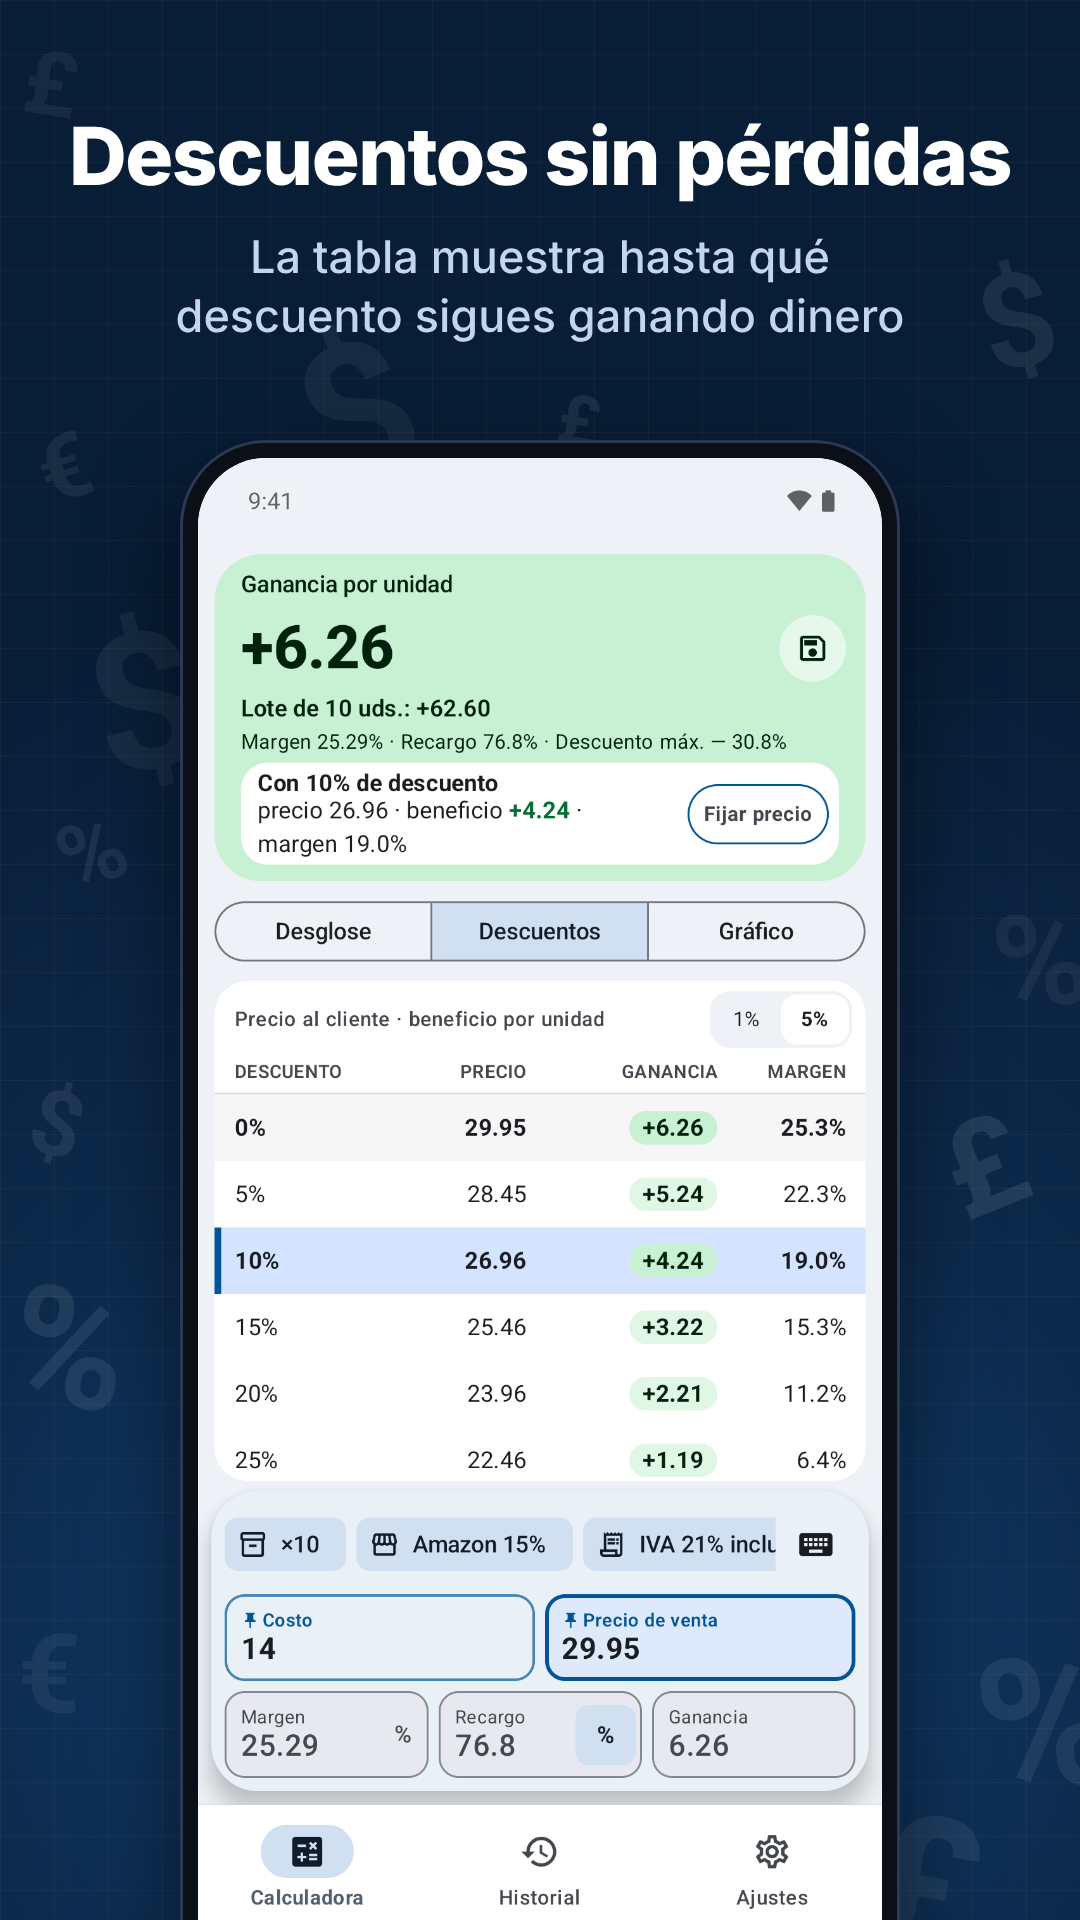 Descuentos sin pérdidas
La tabla muestra hasta qué
descuento sigues ganando dinero
9:41
Ganancia por unidad
+6.26
Lote de 10 uds.: +62.60
Margen 25.29% · Recargo 76.8% · Descuento máx. — 30.8%
Con 10% de descuento
precio 26.96 · beneficio +4.24 ·
margen 19.0%
Fijar precio
Desglose Descuentos Gráfico
Precio al cliente · beneficio por unidad 1% 5%
DESCUENTO PRECIO GANANCIA MARGEN
0% 29.95 +6.26 25.3%
5% 28.45 +5.24 22.3%
10% 26.96 +4.24 19.0%
15% 25.46 +3.22 15.3%
20% 23.96 +2.21 11.2%
25% 22.46 +1.19 6.4%
×10 Amazon 15% IVA 21% inclu
Costo Precio de venta
14 29.95
Margen Recargo Ganancia
25.29 % 76.8 % 6.26
Calculadora Historial Ajustes